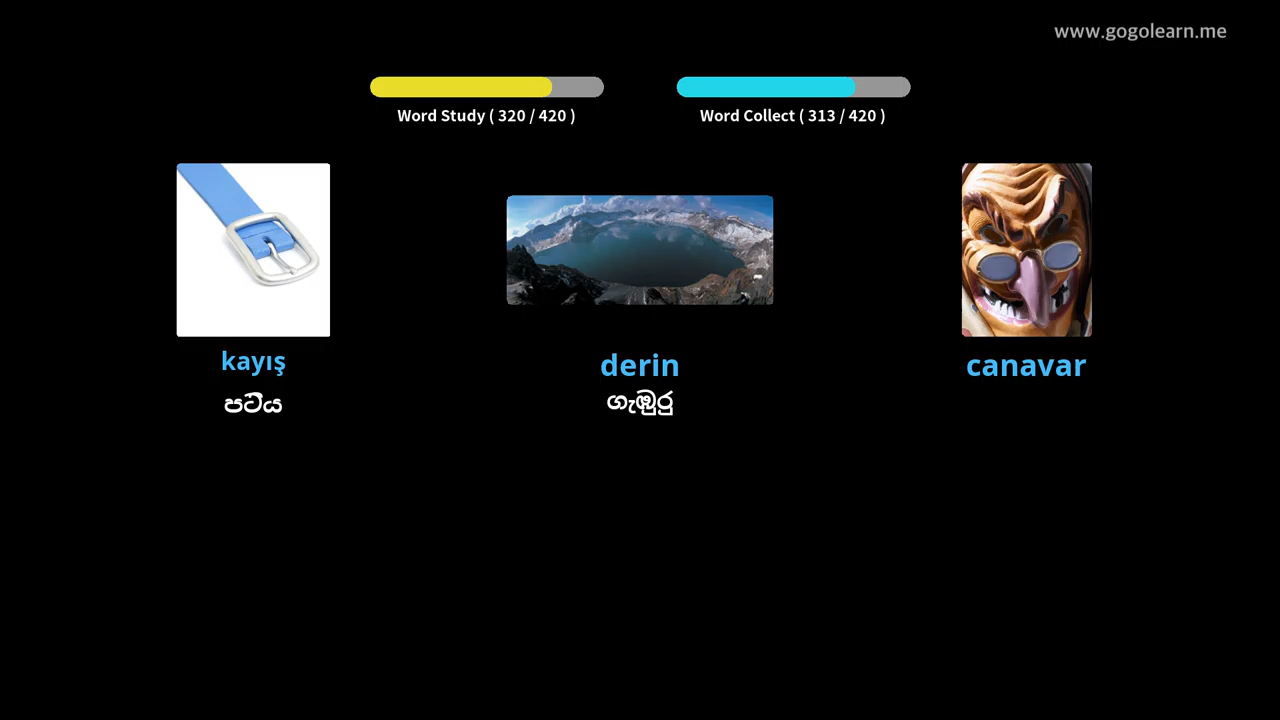 www.gogolearn.me
Word Study ( 320 / 420 )
Word Collect ( 313 / 420 )
kayış
derin
canavar
පටිය
ගැඹුරු